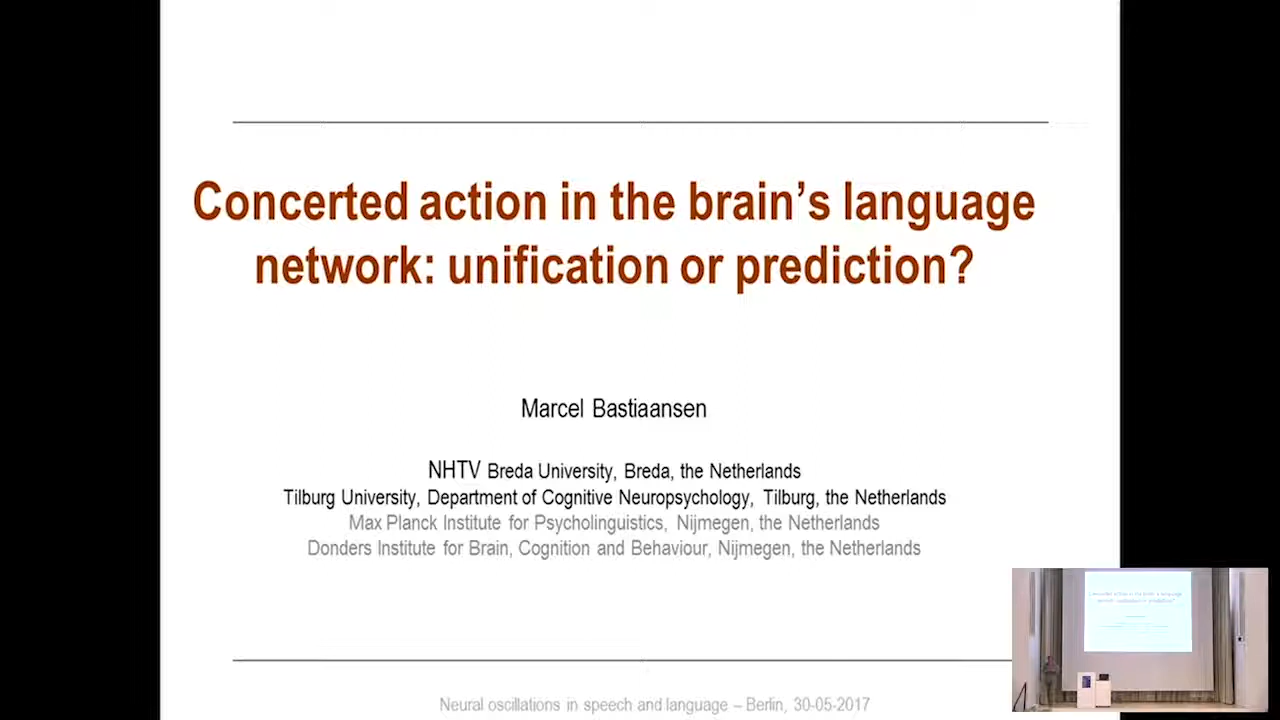 Concerted action in the brain’s language
network: unification or prediction?
Marcel Bastiaansen
NHTV Breda University, Breda, the Netherlands
Tilburg University, Department of Cognitive Neuropsychology, Tilburg, the Netherlands
Max Planck Institute for Psycholinguistics, Nijmegen, the Netherlands
Donders Institute for Brain, Cognition and Behaviour, Nijmegen, the Netherlands
Neural oscillations in speech and language – Berlin, 30-05-2017